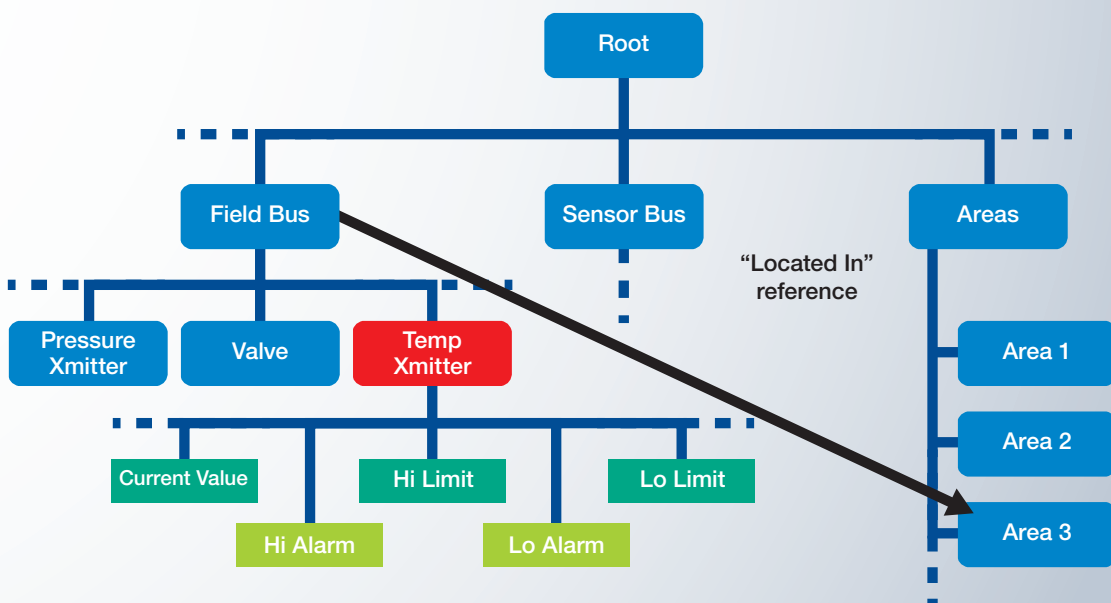 Root
Field Bus
Sensor Bus
Areas
“Located In”
reference
Pressure
Xmitter
Valve
Temp
Xmitter
Area 1
Area 2
Area 3
Current Value
Hi Limit
Lo Limit
Hi Alarm
Lo Alarm